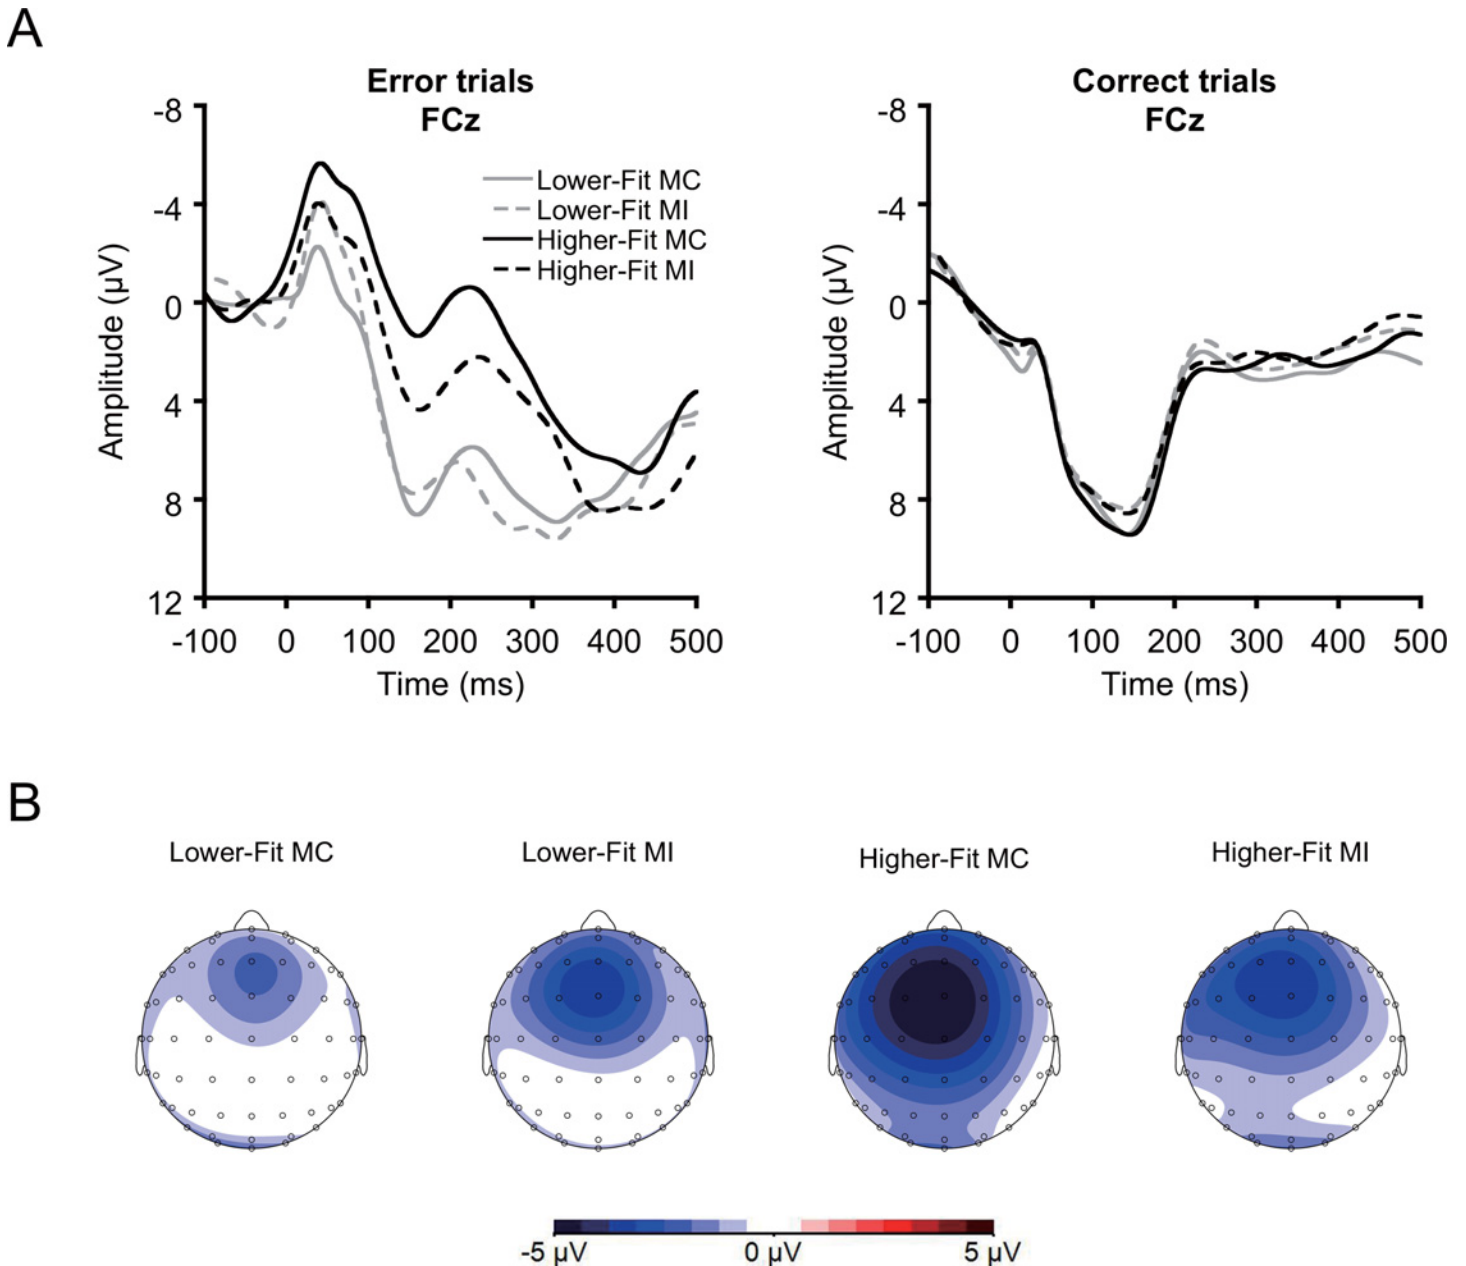 A
Error trials
FCz
-8
-4
0
4
8
12
Amplitude (µV)
-100 0 100 200 300 400 500
Time (ms)
Lower-Fit MC
Lower-Fit MI
Higher-Fit MC
Higher-Fit MI
Correct trials
FCz
-8
-4
0
4
8
12
Amplitude (µV)
-100 0 100 200 300 400 500
Time (ms)
B
Lower-Fit MC
Lower-Fit MI
Higher-Fit MC
Higher-Fit MI
-5 µV 0 µV 5 µV